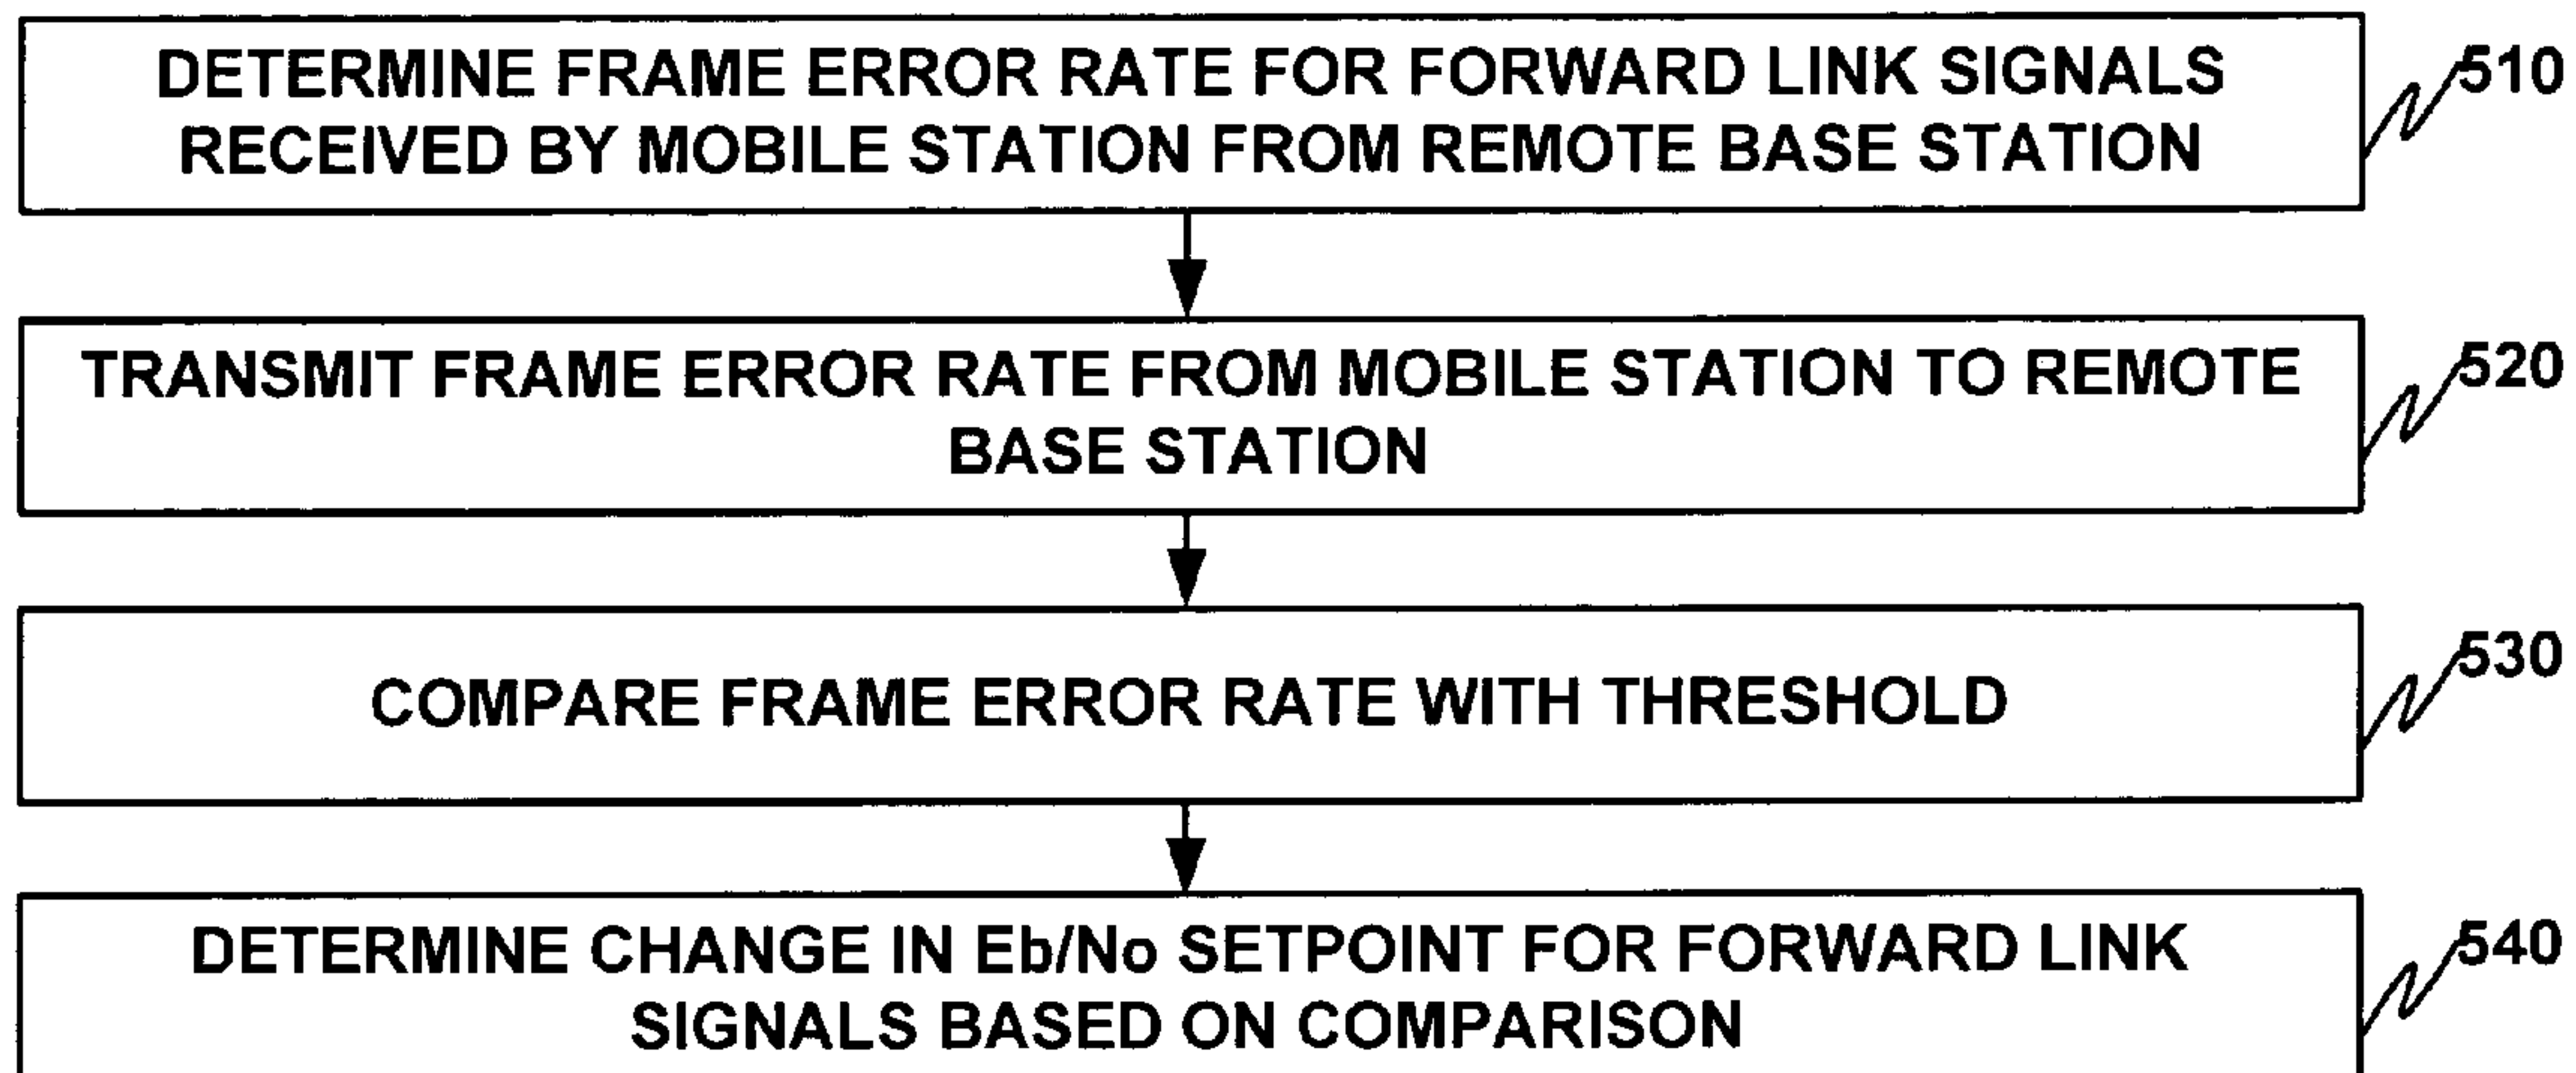 DETERMINE FRAME ERROR RATE FOR FORWARD LINK SIGNALS
RECEIVED BY MOBILE STATION FROM REMOTE BASE STATION
510
TRANSMIT FRAME ERROR RATE FROM MOBILE STATION TO REMOTE
BASE STATION
520
COMPARE FRAME ERROR RATE WITH THRESHOLD
530
DETERMINE CHANGE IN Eb/No SETPOINT FOR FORWARD LINK
SIGNALS BASED ON COMPARISON
540